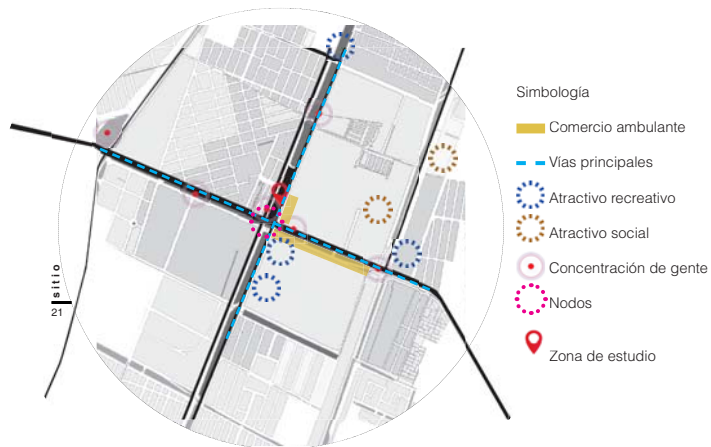 Simbología
Comercio ambulante
Vías principales
Atractivo recreativo
Atractivo social
Concentración de gente
Nodos
Zona de estudio
sitio
21